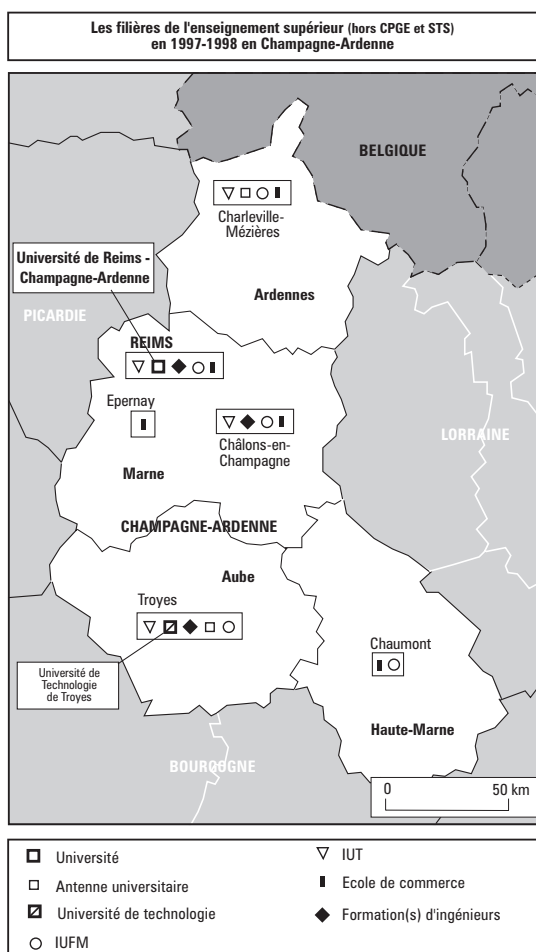 Les filières de l'enseignement supérieur (hors CPGE et STS)
en 1997-1998 en Champagne-Ardenne
BELGIQUE
Charleville-
Mézières
Université de Reims -
Champagne-Ardenne
Ardennes
PICARDIE
REIMS
Epernay
Châlons-en-
Champagne
LORRAINE
Marne
CHAMPAGNE-ARDENNE
Aube
Troyes
Chaumont
Université de
Technologie
de Troyes
Haute-Marne
BOURGOGNE
0 50 km
Université
Antenne universitaire
Université de technologie
IUFM
IUT
Ecole de commerce
Formation(s) d'ingénieurs